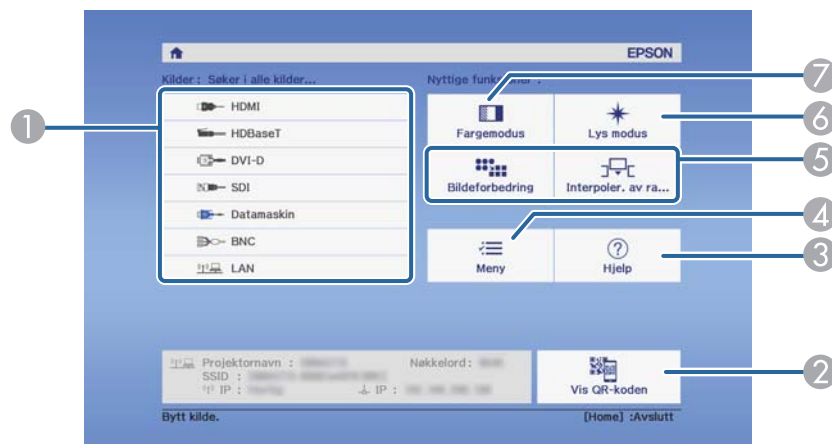 EPSON
Kilder : Søker i alle kilder...
Nyttige funksjoner :
HDMI
HDBaseT
DVI-D
SDI
Datamaskin
BNC
LAN
Fargemodus
Lys modus
Bildeforbedring
Interpoler. av ra...
Meny
Hjelp
Projektornavn :
Nøkkelord :
SSID :
IP :
IP :
Vis QR-koden
Bytt kilde.
[Home] :Avslutt
1
7
6
5
4
3
2